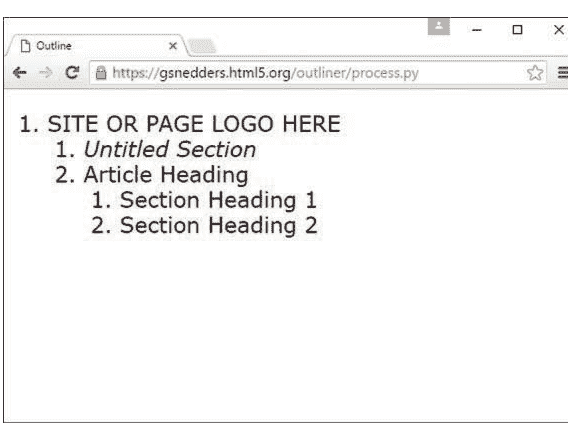 Outline
https://gsnedders.html5.org/outliner/process.py
1. SITE OR PAGE LOGO HERE
1. Untitled Section
2. Article Heading
1. Section Heading 1
2. Section Heading 2